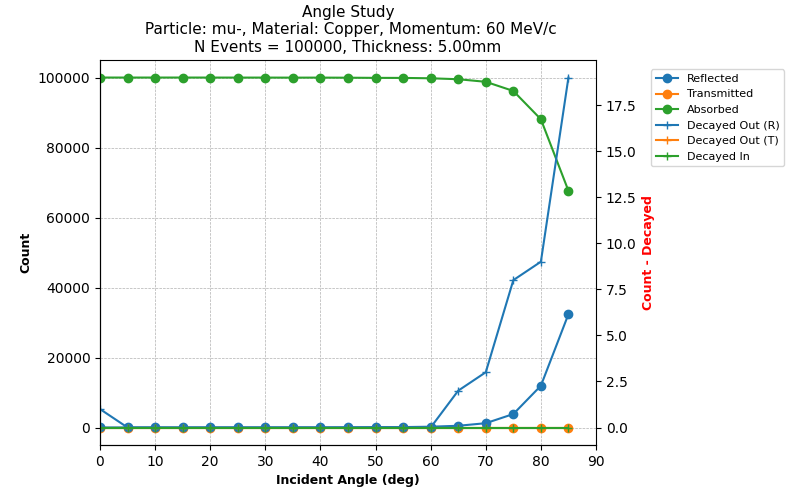 Angle Study
Particle: mu-, Material: Copper, Momentum: 60 MeV/c
N Events = 100000, Thickness: 5.00mm
100000
80000
60000
40000
20000
0
Count
0 10 20 30 40 50 60 70 80 90
Incident Angle (deg)
17.5
15.0
12.5
10.0
7.5
5.0
2.5
0.0
Count - Decayed
Reflected
Transmitted
Absorbed
Decayed Out (R)
Decayed Out (T)
Decayed In